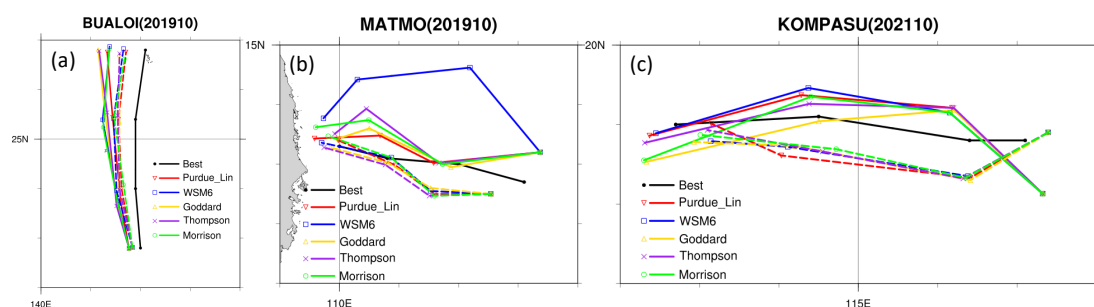 BUALOI(201910)
(a)
25N
Best
Purdue_Lin
WSM6
Goddard
Thompson
Morrison
140E
MATMO(201910)
15N
(b)
Best
Purdue_Lin
WSM6
Goddard
Thompson
Morrison
110E
KOMPASU(202110)
20N
(c)
Best
Purdue_Lin
WSM6
Goddard
Thompson
Morrison
115E